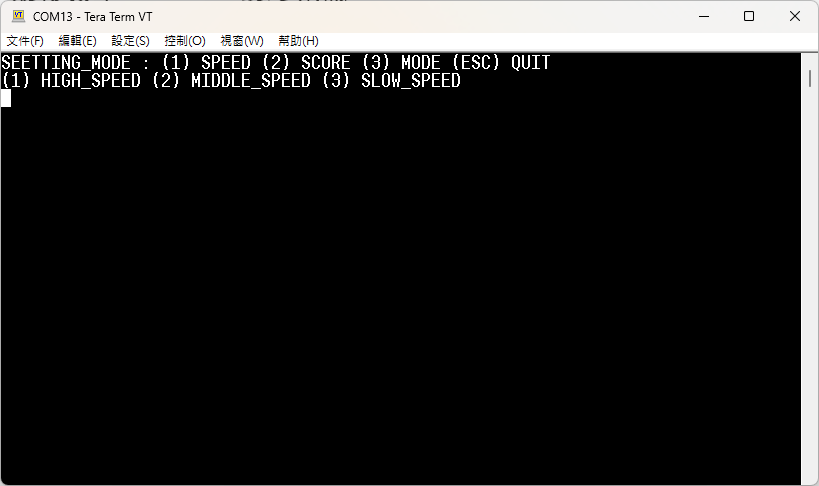 COM13 - Tera Term VT
文件(F) 編輯(E) 設定(S) 控制(O) 視窗(W) 幫助(H)
SEETTING_MODE : (1) SPEED (2) SCORE (3) MODE (ESC) QUIT
(1) HIGH_SPEED (2) MIDDLE_SPEED (3) SLOW_SPEED